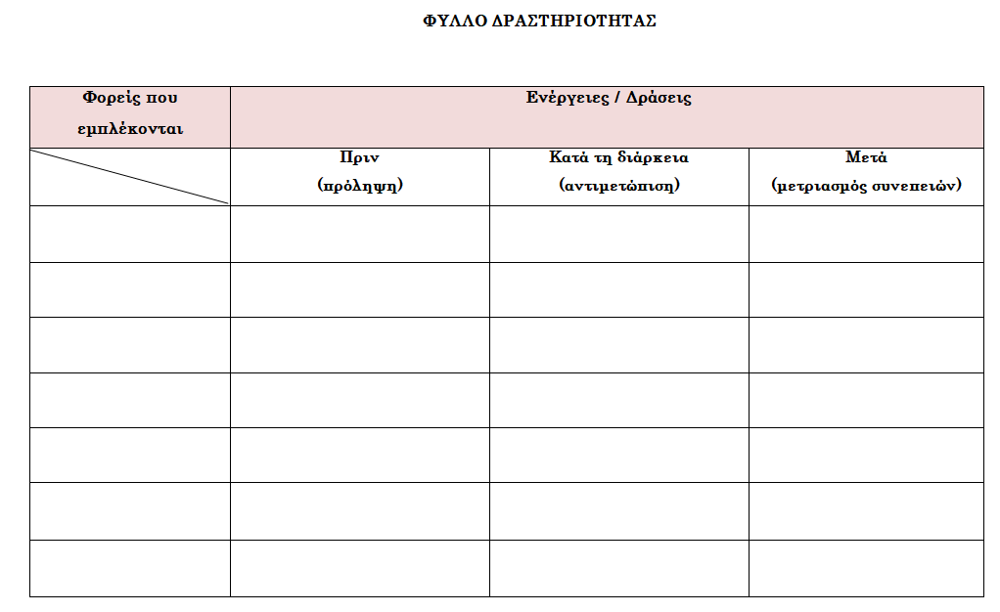 ΦΥΛΛΟ ΔΡΑΣΤΗΡΙΟΤΗΤΑΣ
Φορείς που
εμπλέκονται
Ενέργειες / Δράσεις
Πριν
(πρόληψη)
Κατά τη διάρκεια
(αντιμετώπιση)
Μετά
(μετριασμός συνεπειών)